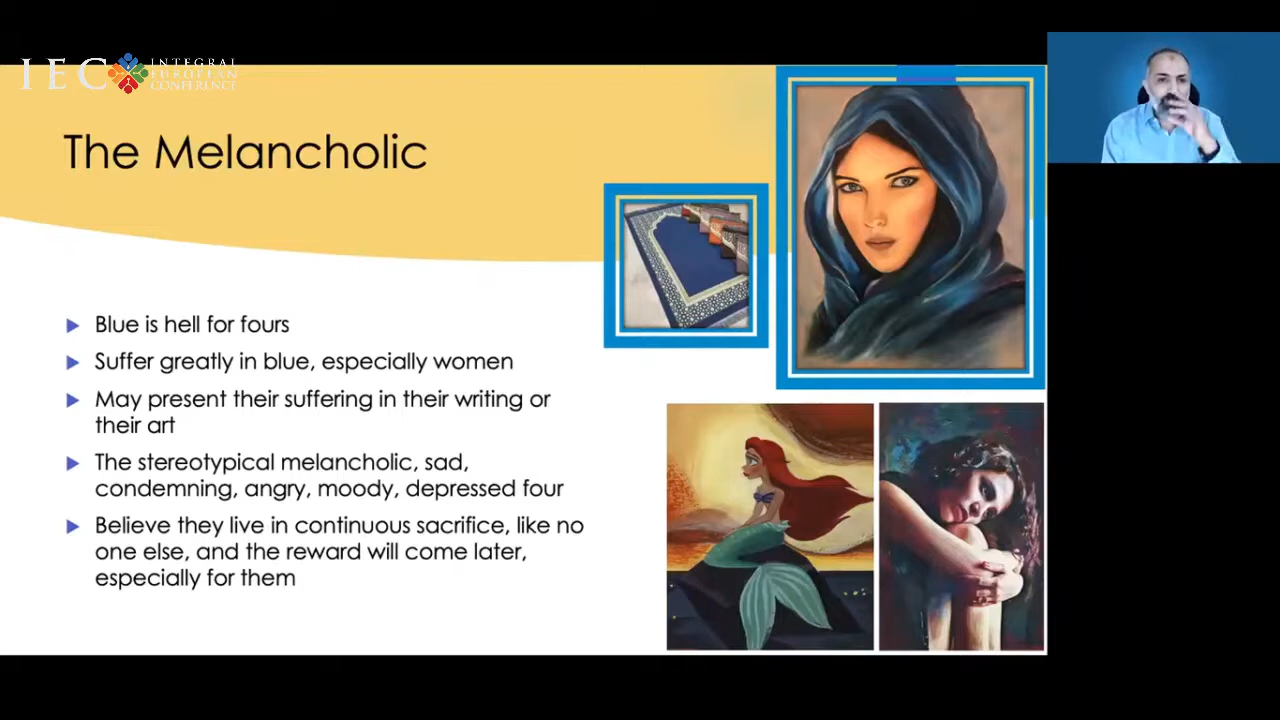 IEC INTEGRAL
EUROPEAN
CONFERENCE
The Melancholic
Blue is hell for fours
Suffer greatly in blue, especially women
May present their suffering in their writing or
their art
The stereotypical melancholic, sad,
condemning, angry, moody, depressed four
Believe they live in continuous sacrifice, like no
one else, and the reward will come later,
especially for them